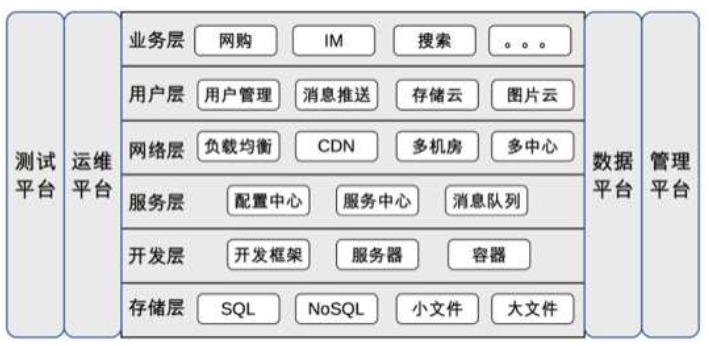 测试
平台
运维
平台
业务层 网购 IM 搜索 。。。
用户层 用户管理 消息推送 存储云 图片云
网络层 负载均衡 CDN 多机房 多中心
服务层 配置中心 服务中心 消息队列
开发层 开发框架 服务器 容器
存储层 SQL NoSQL 小文件 大文件
数据
平台
管理
平台